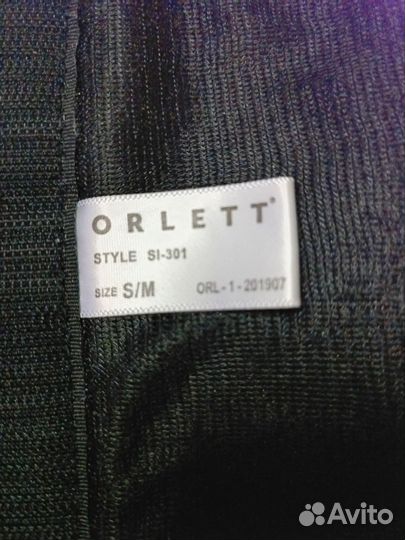 ORLETT®
STYLE SI-301
SIZE S/M ORL-1-201907
Avito